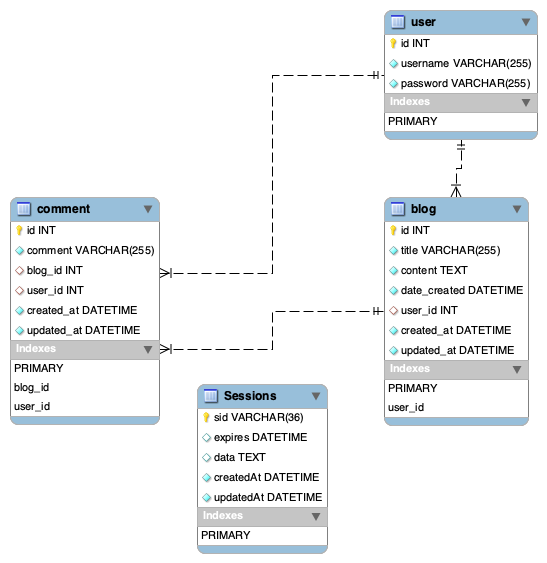 user
id INT
username VARCHAR(255)
password VARCHAR(255)
Indexes
PRIMARY
comment
id INT
comment VARCHAR(255)
blog_id INT
user_id INT
created_at DATETIME
updated_at DATETIME
Indexes
PRIMARY
blog_id
user_id
blog
id INT
title VARCHAR(255)
content TEXT
date_created DATETIME
user_id INT
created_at DATETIME
updated_at DATETIME
Indexes
PRIMARY
user_id
Sessions
sid VARCHAR(36)
expires DATETIME
data TEXT
createdAt DATETIME
updatedAt DATETIME
Indexes
PRIMARY